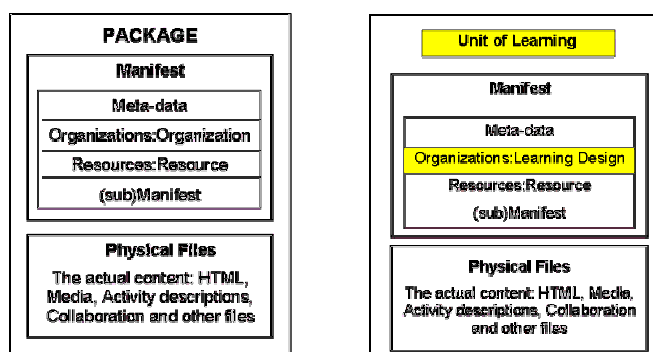 PACKAGE
Manifest
Meta-data
Organizations:Organization
Resources:Resource
(sub)Manifest
Physical Files
The actual content: HTML,
Media, Activity descriptions,
Collaboration and other files
Unit of Learning
Manifest
Meta-data
Organizations:Learning Design
Resources:Resource
(sub)Manifest
Physical Files
The actual content: HTML, Media,
Activity descriptions, Collaboration
and other files